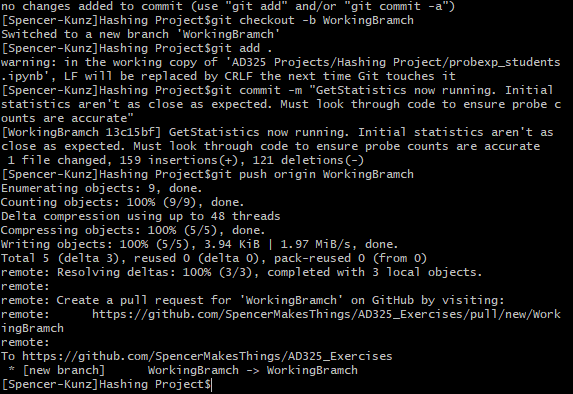 no changes added to commit (use "git add" and/or "git commit -a")
[Spencer-Kunz]Hashing Project$git checkout -b WorkingBramch
Switched to a new branch 'WorkingBramch'
[Spencer-Kunz]Hashing Project$git add .
warning: in the working copy of 'AD325 Projects/Hashing Project/probexp_students
.ipynb', LF will be replaced by CRLF the next time Git touches it
[Spencer-Kunz]Hashing Project$git commit -m "GetStatistics now running. Initial
statistics aren't as close as expected. Must look through code to ensure probe c
ounts are accurate"
[WorkingBramch 13c15bf] GetStatistics now running. Initial statistics aren't as
close as expected. Must look through code to ensure probe counts are accurate
 1 file changed, 159 insertions(+), 121 deletions(-)
[Spencer-Kunz]Hashing Project$git push origin WorkingBramch
Enumerating objects: 9, done.
Counting objects: 100% (9/9), done.
Delta compression using up to 48 threads
Compressing objects: 100% (5/5), done.
Writing objects: 100% (5/5), 3.94 KiB | 1.97 MiB/s, done.
Total 5 (delta 3), reused 0 (delta 0), pack-reused 0 (from 0)
remote: Resolving deltas: 100% (3/3), completed with 3 local objects.
remote:
remote: Create a pull request for 'WorkingBramch' on GitHub by visiting:
remote:      https://github.com/SpencerMakesThings/AD325_Exercises/pull/new/Work
ingBramch
remote:
To https://github.com/SpencerMakesThings/AD325_Exercises
 * [new branch]      WorkingBramch -> WorkingBramch
[Spencer-Kunz]Hashing Project$